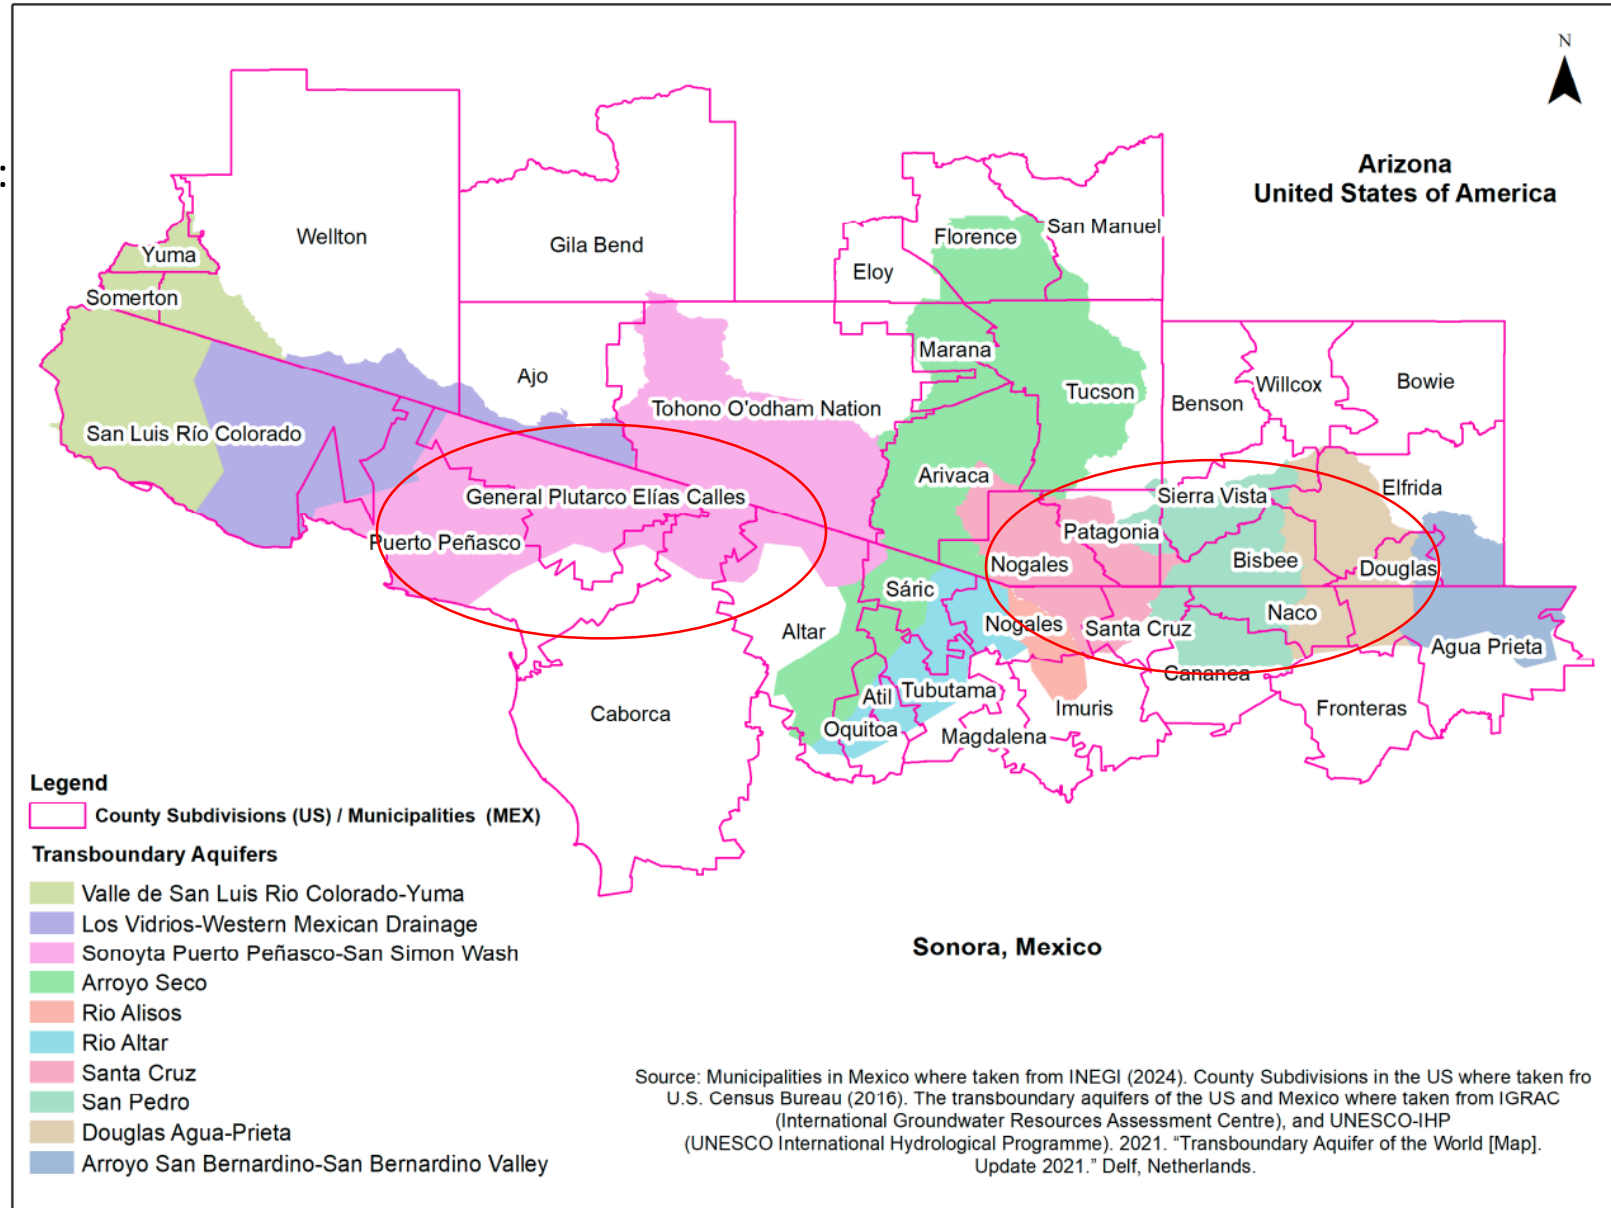 :
N
Arizona
United States of America
Wellton
Gila Bend
Florence
San Manuel
Yuma
Eloy
Somerton
Marana
Ajo
Tucson
Willcox
Bowie
Benson
Tohono O'odham Nation
San Luis Río Colorado
Arivaca
Elfrida
General Plutarco Elías Calles
Sierra Vista
Patagonia
Puerto Peñasco
Nogales
Bisbee
Douglas
Sáric
Naco
Altar
Nogales
Santa Cruz
Agua Prieta
Cananea
Atil
Tubutama
Caborca
Imuris
Fronteras
Oquitoa
Magdalena
Legend
County Subdivisions (US) / Municipalities (MEX)
Transboundary Aquifers
Valle de San Luis Rio Colorado-Yuma
Los Vidrios-Western Mexican Drainage
Sonoyta Puerto Peñasco-San Simon Wash
Arroyo Seco
Rio Alisos
Rio Altar
Santa Cruz
San Pedro
Douglas Agua-Prieta
Arroyo San Bernardino-San Bernardino Valley
Sonora, Mexico
Source: Municipalities in Mexico where taken from INEGI (2024). County Subdivisions in the US where taken fro
U.S. Census Bureau (2016). The transboundary aquifers of the US and Mexico where taken from IGRAC
(International Groundwater Resources Assessment Centre), and UNESCO-IHP
(UNESCO International Hydrological Programme). 2021. “Transboundary Aquifer of the World [Map].
Update 2021.” Delf, Netherlands.